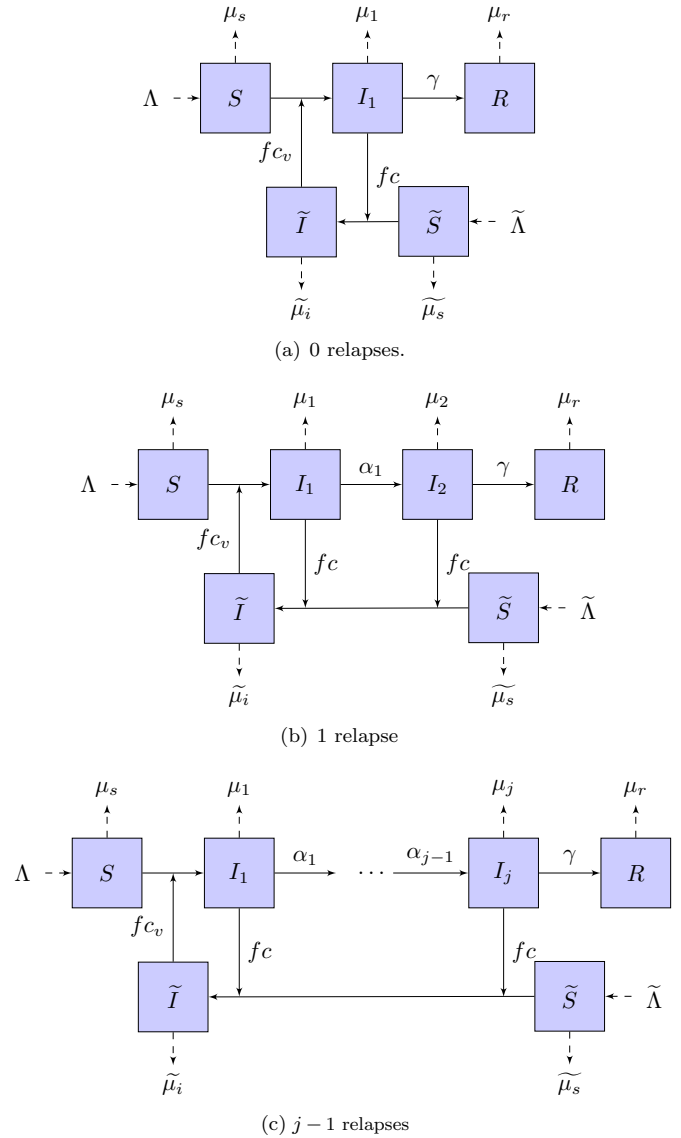 μ_s μ_1 μ_r
Λ S I_1 γ R
fc_v fc
Ĩ S̃ Λ̃
μ̃_i μ̃_s
(a) 0 relapses.
μ_s μ_1 μ_2 μ_r
Λ S I_1 α_1 I_2 γ R
fc_v fc fc
Ĩ S̃ Λ̃
μ̃_i μ̃_s
(b) 1 relapse
μ_s μ_1 μ_j μ_r
Λ S I_1 α_1 ⋯ α_{j−1} I_j γ R
fc_v fc fc
Ĩ S̃ Λ̃
μ̃_i μ̃_s
(c) j − 1 relapses